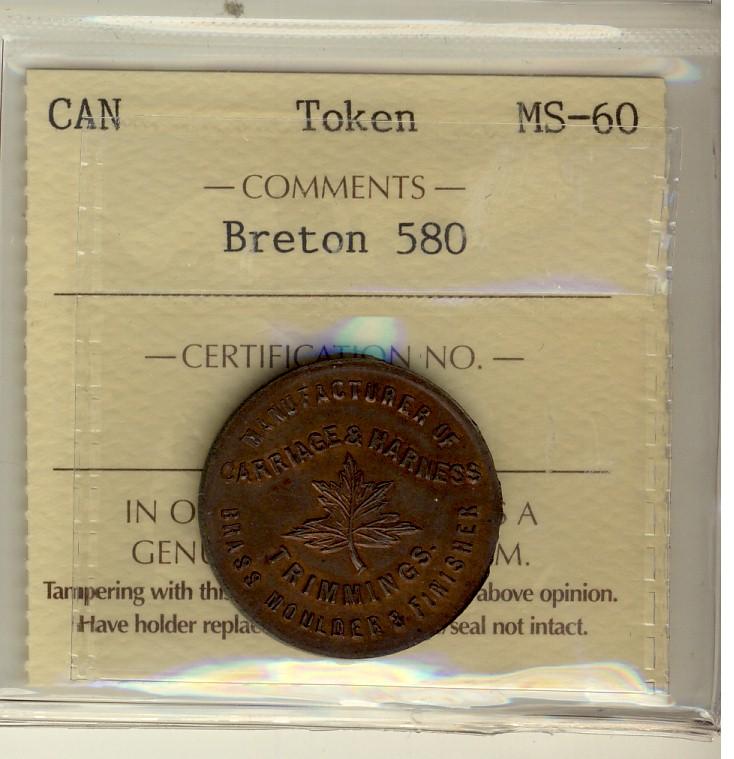 CAN Token MS-60
— COMMENTS —
Breton 580
— CERTIFICATION NO. —
MANUFACTURER OF
CARRIAGE & HARNESS
TRIMMINGS.
BRASS MOULDER & FINISHER
IN O S A
GENU M.
Tampering with thi above opinion.
Have holder replac /seal not intact.